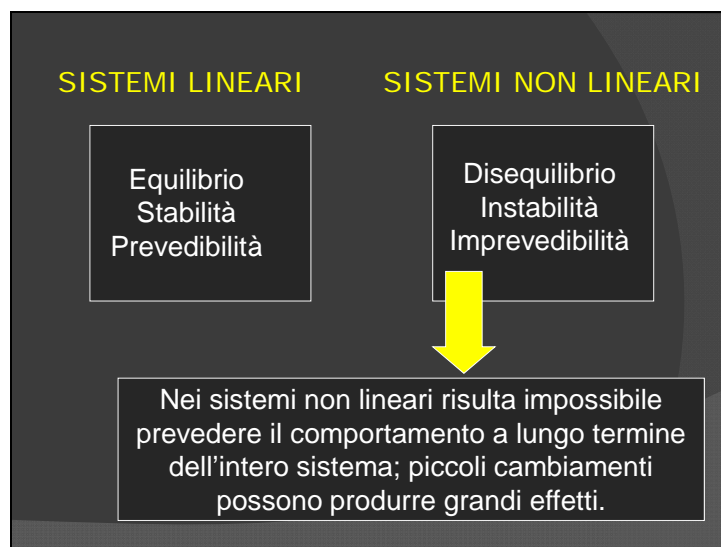 SISTEMI LINEARI
SISTEMI NON LINEARI
Equilibrio
Stabilità
Prevedibilità
Disequilibrio
Instabilità
Imprevedibilità
Nei sistemi non lineari risulta impossibile
prevedere il comportamento a lungo termine
dell’intero sistema; piccoli cambiamenti
possono produrre grandi effetti.